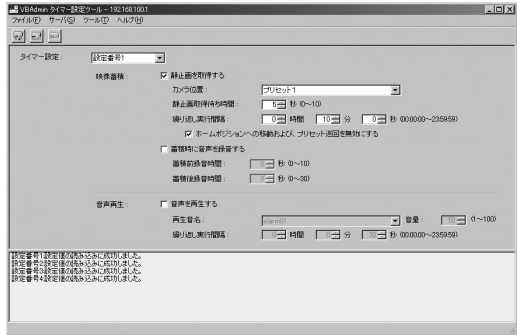 VBAdmin タイマー設定ツール - 192.168.100.1
ファイル(F) サーバ(S) ツール(T) ヘルプ(H)
タイマー設定： 設定番号1
映像蓄積： 静止画を取得する
カメラ位置： プリセット1
静止画取得待ち時間： 5 秒 (0～10)
繰り返し実行間隔： 0 時間 10 分 0 秒 (00:00:00～23:59:59)
ホームポジションへの移動および、プリセット巡回を無効にする
蓄積時に音声を録音する
蓄積前録音時間： 0 秒 (0～10)
蓄積後録音時間： 0 秒 (0～30)
音声再生： 音声を再生する
再生音名： alarm01 音量： 50 (1～100)
繰り返し実行間隔： 0 時間 0 分 30 秒 (00:00:00～23:59:59)
設定番号1設定値の読み込みに成功しました。
設定番号2設定値の読み込みに成功しました。
設定番号3設定値の読み込みに成功しました。
設定番号4設定値の読み込みに成功しました。